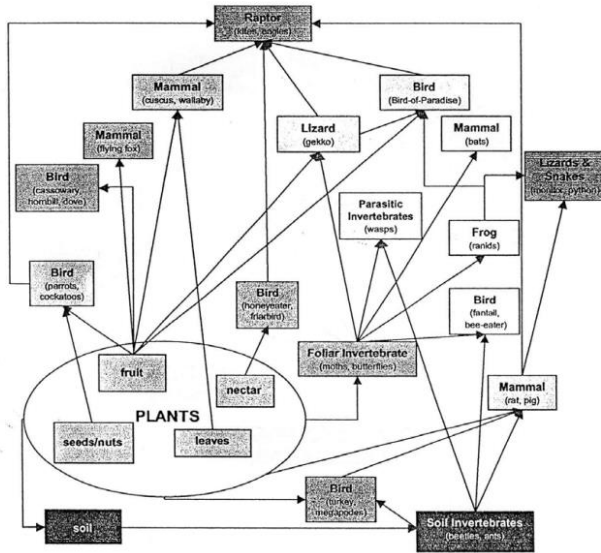 Raptor
(kites, eagles)
Mammal
(cuscus, wallaby)
Bird
(Bird-of-Paradise)
Mammal
(flying fox)
Lizard
(gekko)
Mammal
(bats)
Bird
(cassowary,
hornbill, dove)
Lizards &
Snakes
(monitor, python)
Parasitic
Invertebrates
(wasps)
Frog
(ranids)
Bird
(parrots,
cockatoos)
Bird
(honeyeater,
friarbird)
Bird
(fantail,
bee-eater)
Foliar Invertebrate
(moths, butterflies)
fruit
nectar
Mammal
(rat, pig)
PLANTS
seeds/nuts
leaves
Bird
(turkey,
megapodes)
soil
Soil Invertebrates
(beetles, ants)